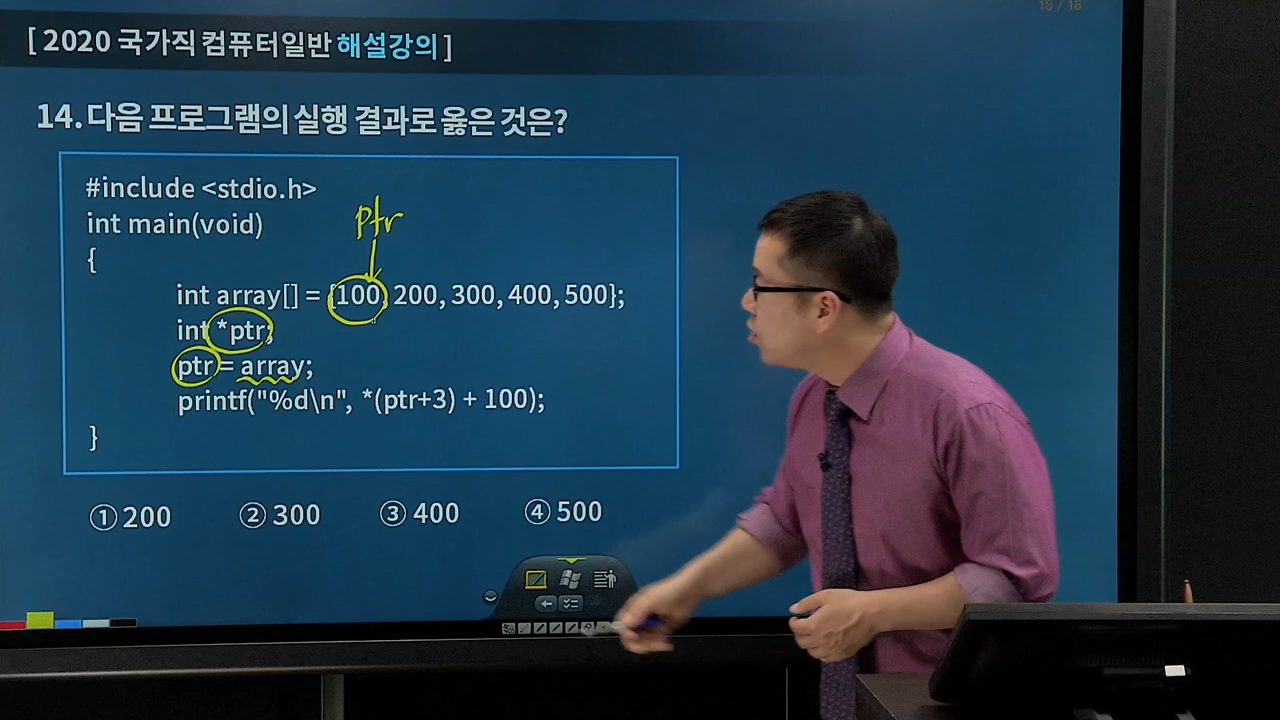 18 / 18
[ 2020 국가직 컴퓨터일반 해설강의 ]
14. 다음 프로그램의 실행 결과로 옳은 것은?
#include <stdio.h>
int main(void)
ptr
{
int array[] = {100, 200, 300, 400, 500};
int *ptr;
ptr = array;
printf("%d\n", *(ptr+3) + 100);
}
① 200 ② 300 ③ 400 ④ 500